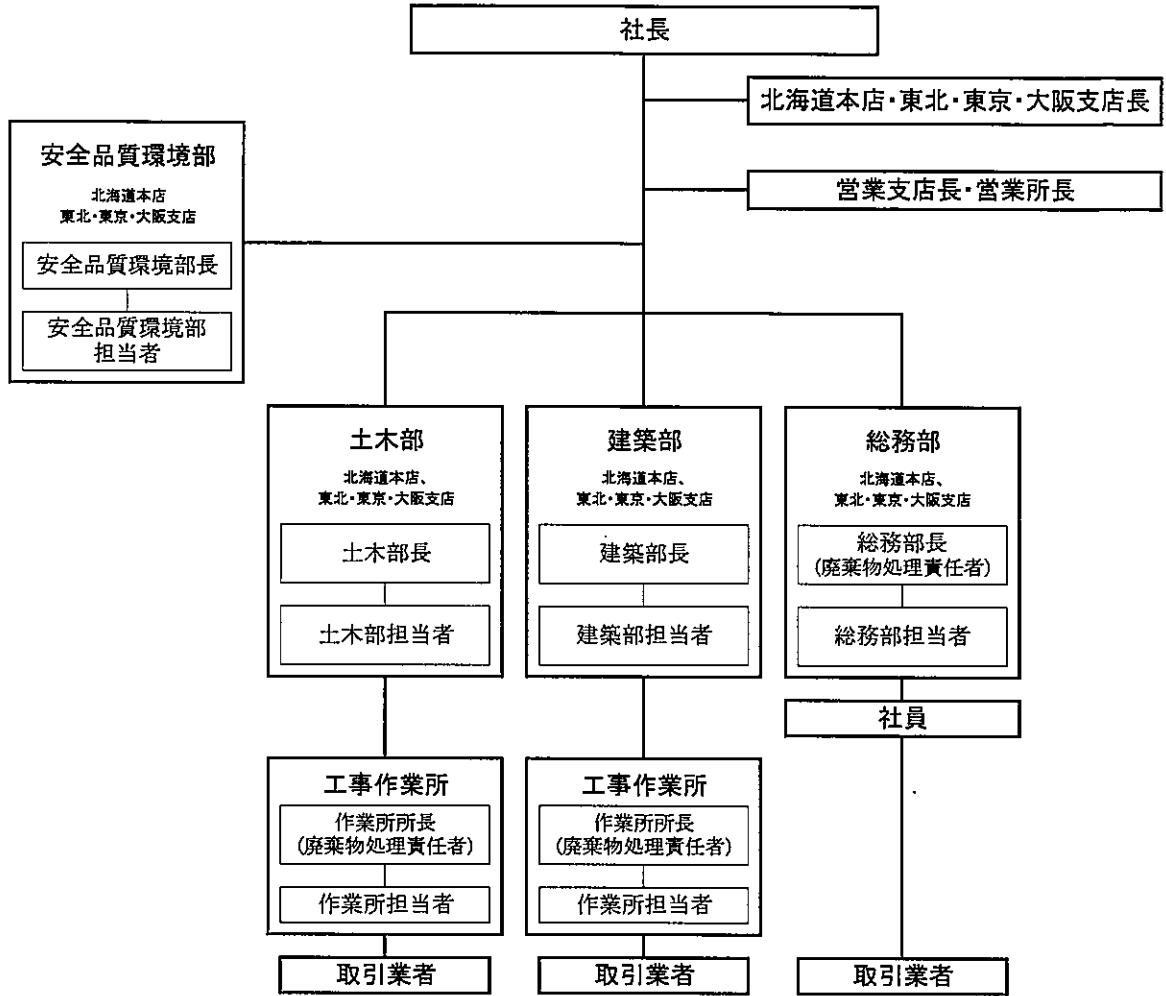 社長
北海道本店・東北・東京・大阪支店長
営業支店長・営業所長
安全品質環境部
北海道本店
東北・東京・大阪支店
安全品質環境部長
安全品質環境部
担当者
土木部
北海道本店、
東北・東京・大阪支店
土木部長
土木部担当者
工事作業所
作業所所長
(廃棄物処理責任者)
作業所担当者
取引業者
建築部
北海道本店、
東北・東京・大阪支店
建築部長
建築部担当者
工事作業所
作業所所長
(廃棄物処理責任者)
作業所担当者
取引業者
総務部
北海道本店、
東北・東京・大阪支店
総務部長
(廃棄物処理責任者)
総務部担当者
社員
取引業者